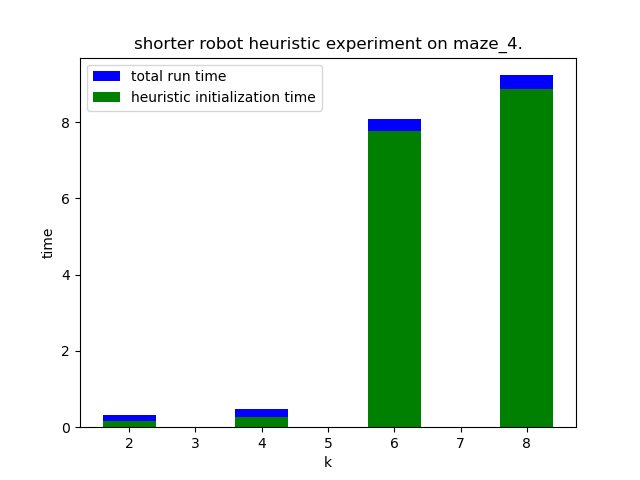 shorter robot heuristic experiment on maze_4.
total run time
heuristic initialization time
8
6
4
2
0
time
2 3 4 5 6 7 8
k